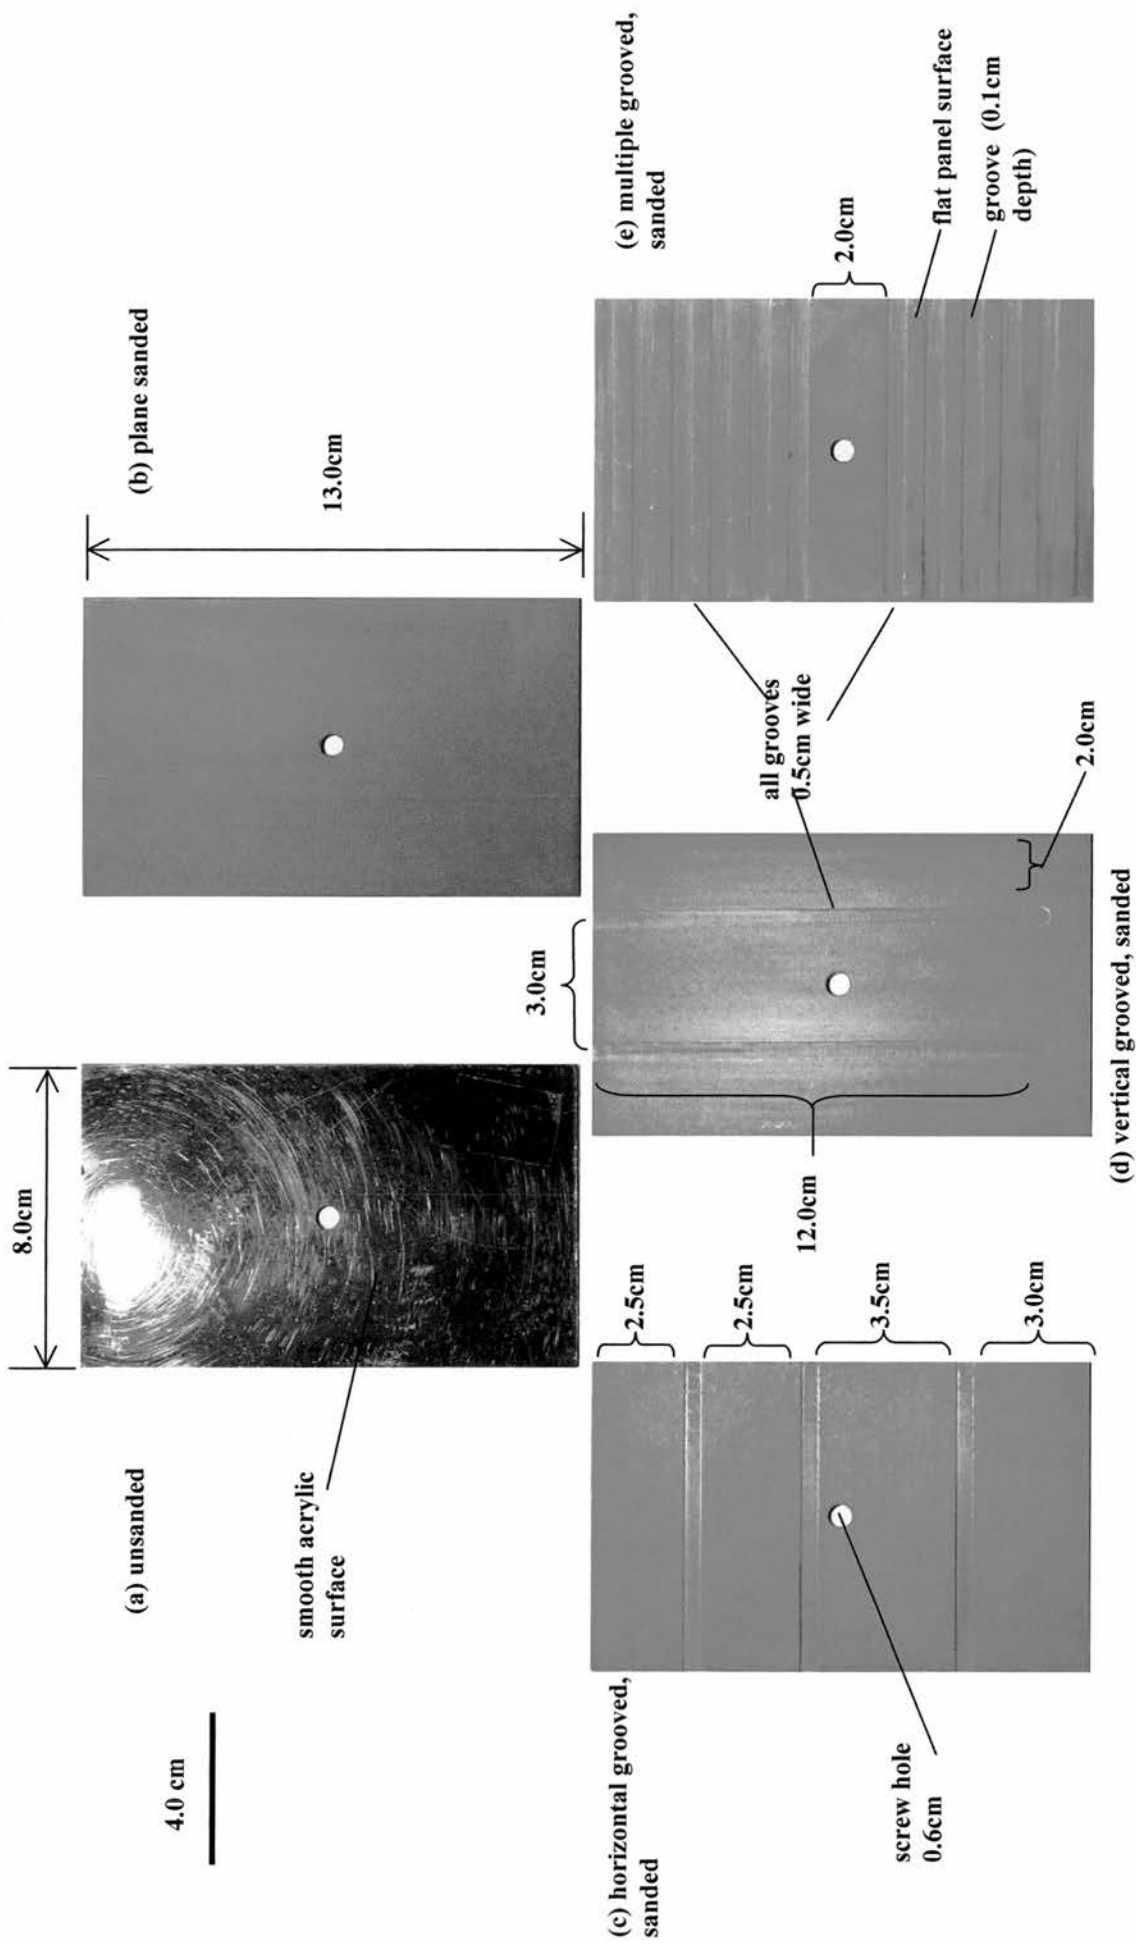 4.0 cm
(a) unsanded
8.0cm
smooth acrylic
surface
(b) plane sanded
13.0cm
(c) horizontal grooved,
sanded
2.5cm
2.5cm
3.5cm
3.0cm
screw hole
0.6cm
3.0cm
12.0cm
2.0cm
(d) vertical grooved, sanded
all grooves
0.5cm wide
(e) multiple grooved,
sanded
2.0cm
flat panel surface
groove (0.1cm
depth)